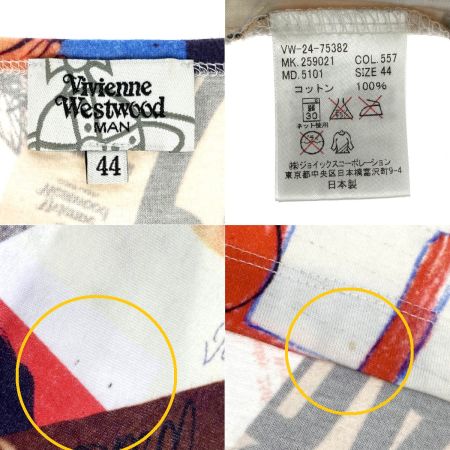 Vivienne
Westwood
MAN
44
VW-24-75382
MK.259021 COL.557
MD.5101 SIZE 44
コットン 100%
30
ネット使用
(株)ジョイックスコーポレーション
東京都中央区日本橋富沢町9-4
日本製